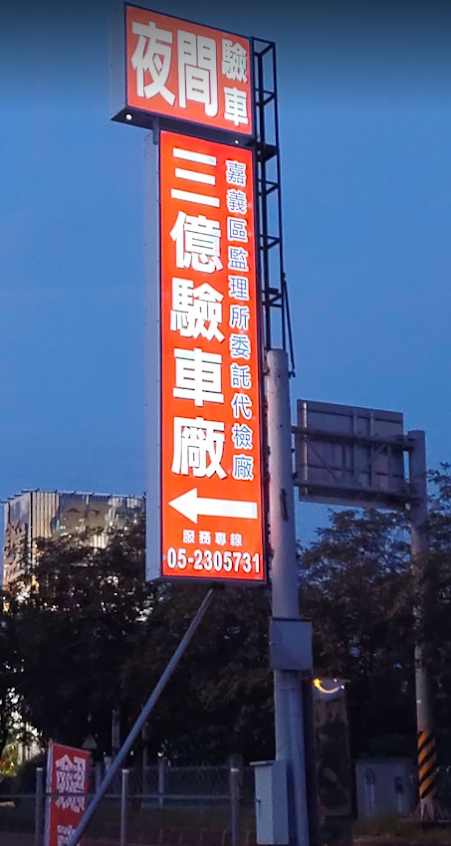 夜間
驗車
嘉義區監理所委託代檢廠
三億驗車廠
服務專線
05-2305731